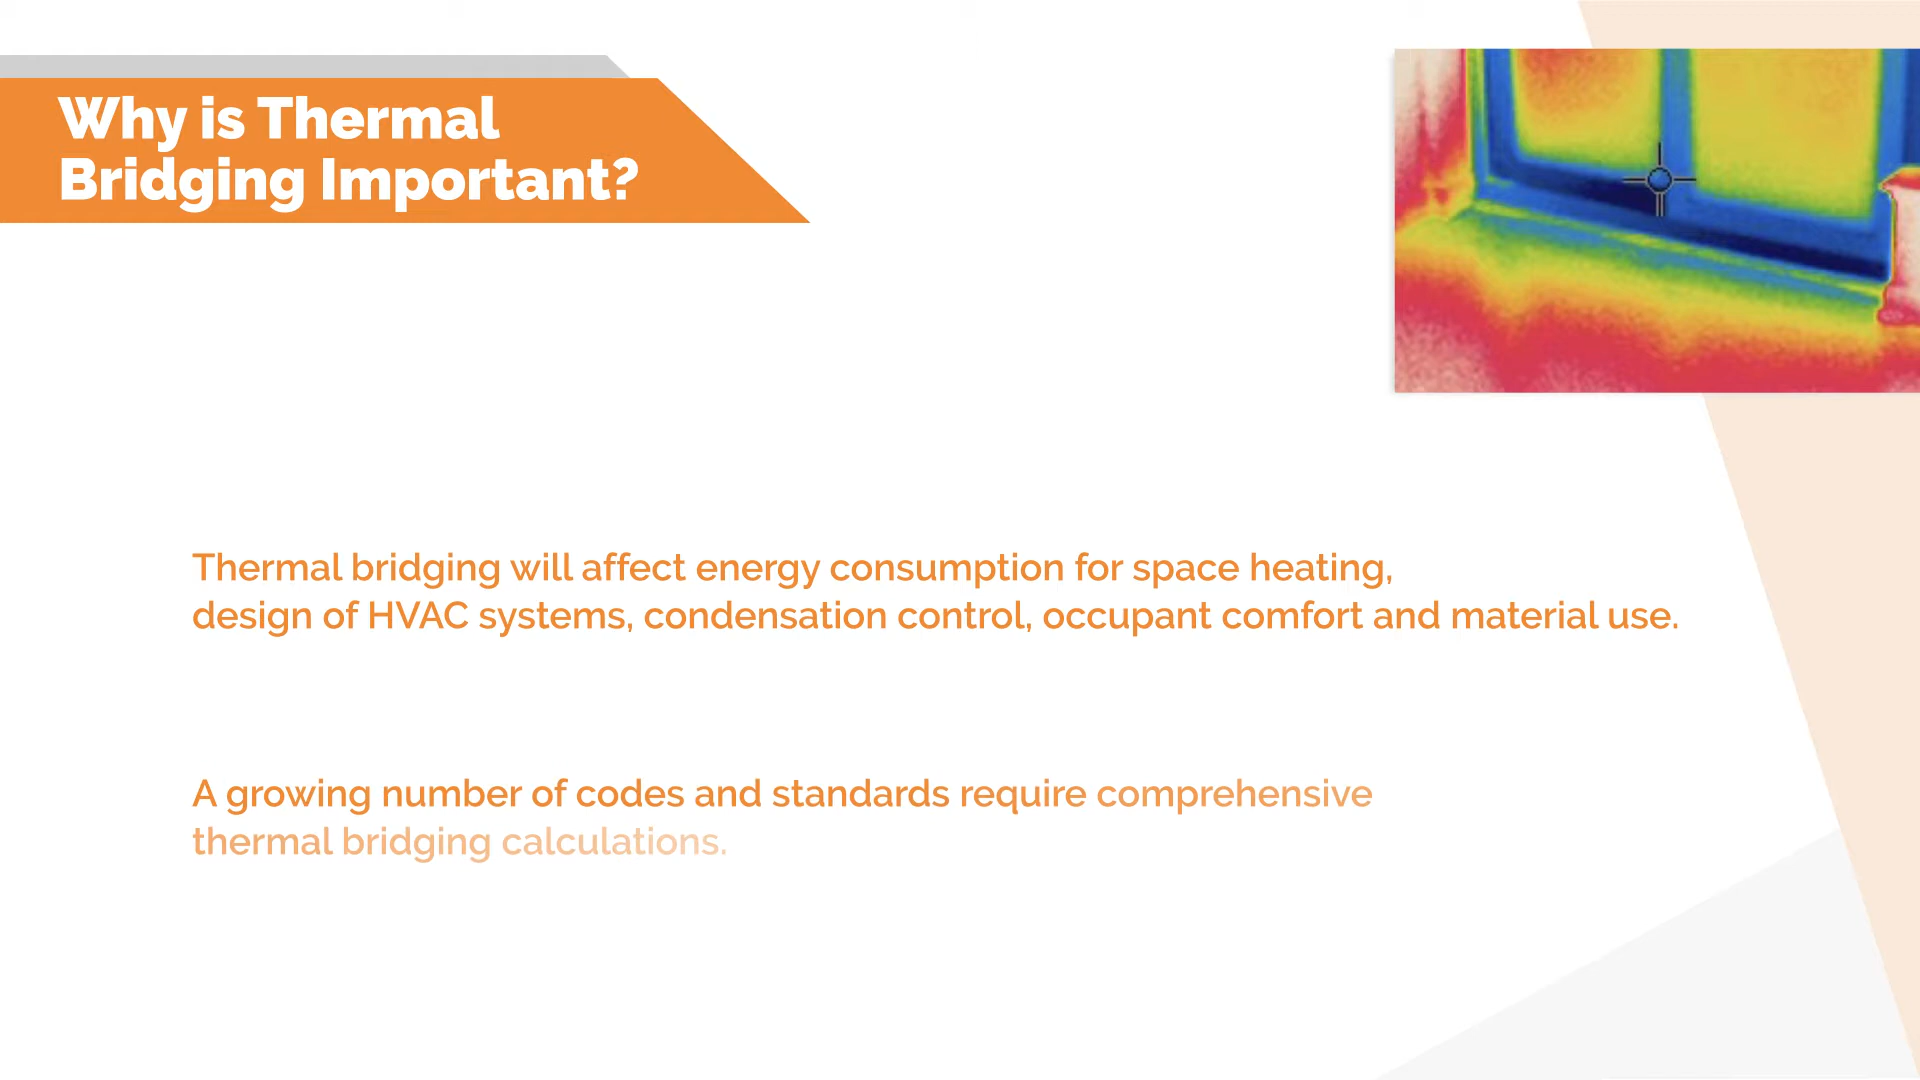 Why is Thermal
Bridging Important?
Thermal bridging will affect energy consumption for space heating,
design of HVAC systems, condensation control, occupant comfort and material use.
A growing number of codes and standards require comprehensive
thermal bridging calculations.